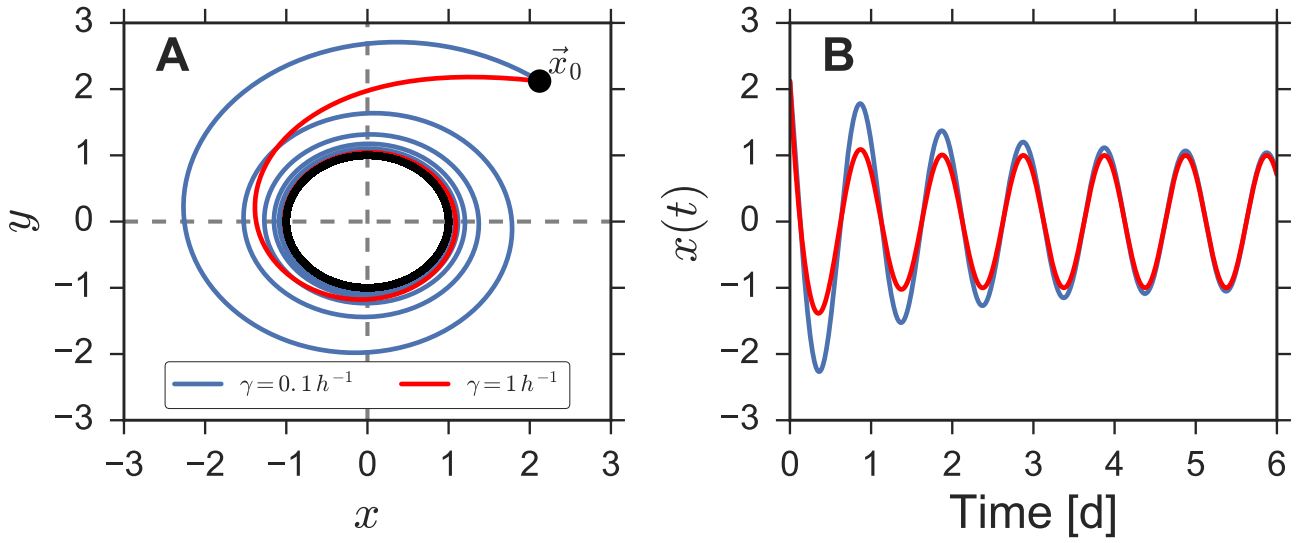 A
3
2
1
0
−1
−2
−3
y
−3 −2 −1 0 1 2 3
x
x⃗₀
γ = 0.1 h⁻¹ γ = 1 h⁻¹
B
3
2
1
0
−1
−2
−3
x(t)
0 1 2 3 4 5 6
Time [d]